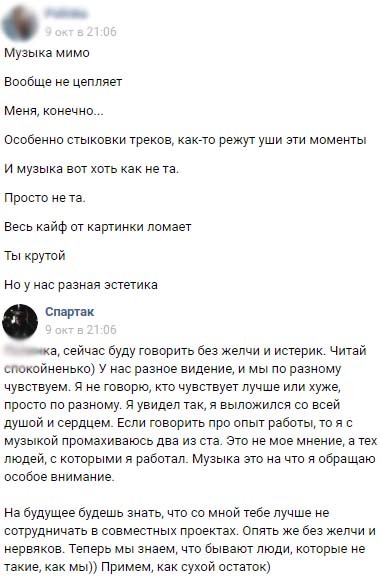 9 окт в 21:06
Музыка мимо
Вообще не цепляет
Меня, конечно...
Особенно стыковки треков, как-то режут уши эти моменты
И музыка вот хоть как не та.
Просто не та.
Весь кайф от картинки ломает
Ты крутой
Но у нас разная эстетика
Спартак
9 окт в 21:06
сейчас буду говорить без желчи и истерик. Читай
спокойненько) У нас разное видение, и мы по разному
чувствуем. Я не говорю, кто чувствует лучше или хуже,
просто по разному. Я увидел так, я выложился со всей
душой и сердцем. Если говорить про опыт работы, то я с
музыкой промахиваюсь два из ста. Это не мое мнение, а тех
людей, с которыми я работал. Музыка это на что я обращаю
особое внимание.
На будущее будешь знать, что со мной тебе лучше не
сотрудничать в совместных проектах. Опять же без желчи и
нервяков. Теперь мы знаем, что бывают люди, которые не
такие, как мы)) Примем, как сухой остаток)